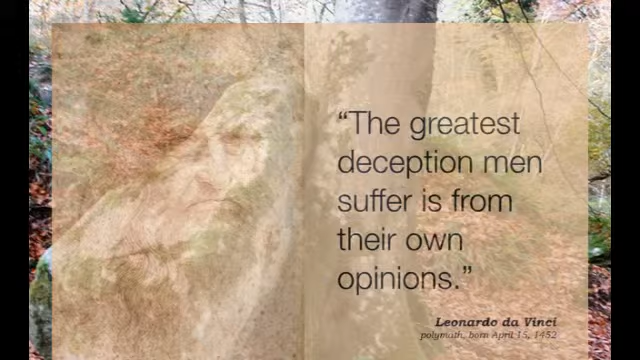 “The greatest
deception men
suffer is from
their own
opinions.”
Leonardo da Vinci
polymath, born April 15, 1452